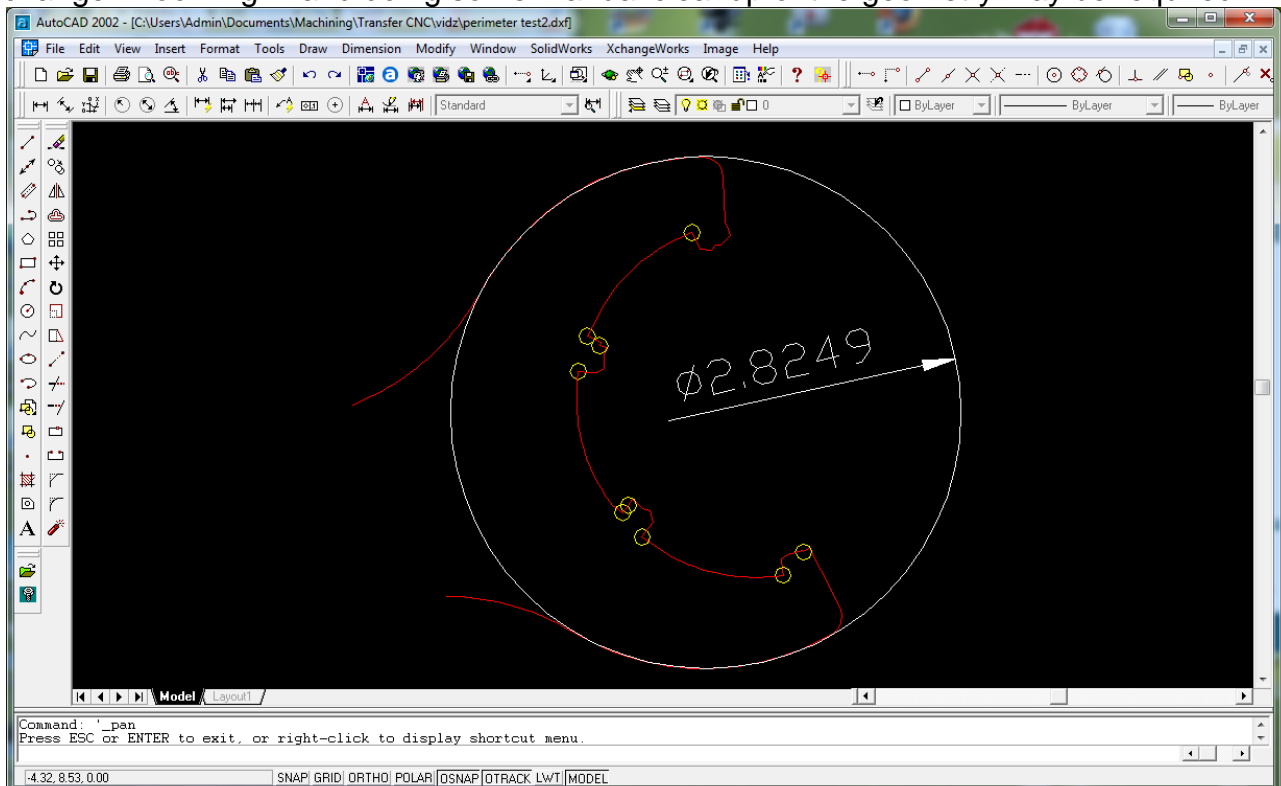 AutoCAD 2002 - [C:\Users\Admin\Documents\Machining\Transfer CNC\vidz\perimeter test2.dxf]
File Edit View Insert Format Tools Draw Dimension Modify Window SolidWorks XchangeWorks Image Help
Standard 0 ByLayer ByLayer ByLayer
Ø2.8249
A
Model Layout1
Command: '_pan
Press ESC or ENTER to exit, or right-click to display shortcut menu.
-4.32, 8.53, 0.00 SNAP GRID ORTHO POLAR OSNAP OTRACK LWT MODEL